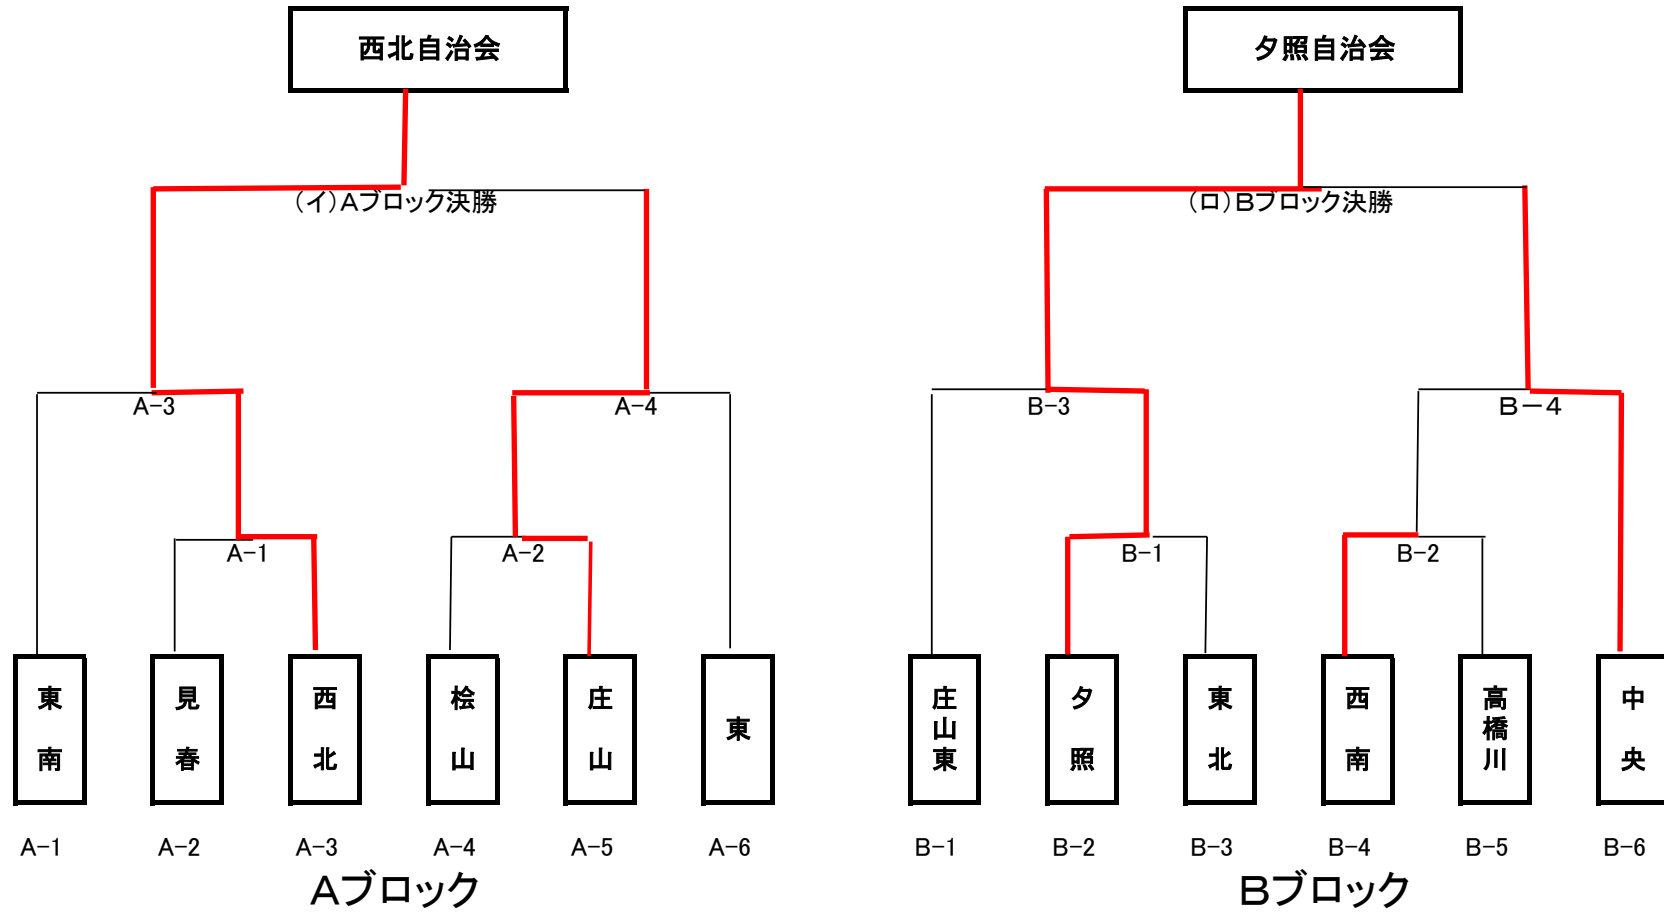 西北自治会
夕照自治会
（イ）Aブロック決勝
（ロ）Bブロック決勝
A-3
A-4
B-3
B－4
A-1
A-2
B-1
B-2
東南
見春
西北
桧山
庄山
東
庄山東
夕照
東北
西南
高橋川
中央
A-1
A-2
A-3
A-4
A-5
A-6
B-1
B-2
B-3
B-4
B-5
B-6
Aブロック
Bブロック